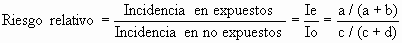 Riesgo relativo = Incidencia en expuestos / Incidencia en no expuestos = Ie / Io = a / (a + b) / c / (c + d)